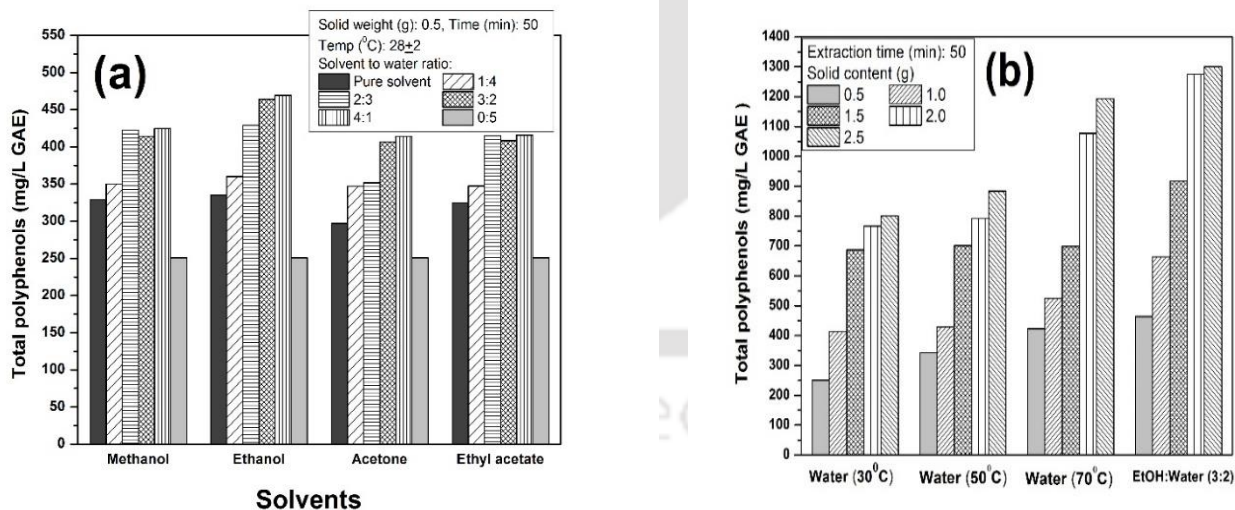 (a)
Solid weight (g): 0.5, Time (min): 50
Temp (⁰C): 28±2
Solvent to water ratio:
Pure solvent 1:4
2:3 3:2
4:1 0:5
Total polyphenols (mg/L GAE)
550
500
450
400
350
300
250
200
150
100
50
0
Methanol Ethanol Acetone Ethyl acetate
Solvents
(b)
Extraction time (min): 50
Solid content (g)
0.5 1.0
1.5 2.0
2.5
Total polyphenols (mg/L GAE )
1400
1300
1200
1100
1000
900
800
700
600
500
400
300
200
100
0
Water (30⁰C) Water (50⁰C) Water (70⁰C) EtOH:Water (3:2)